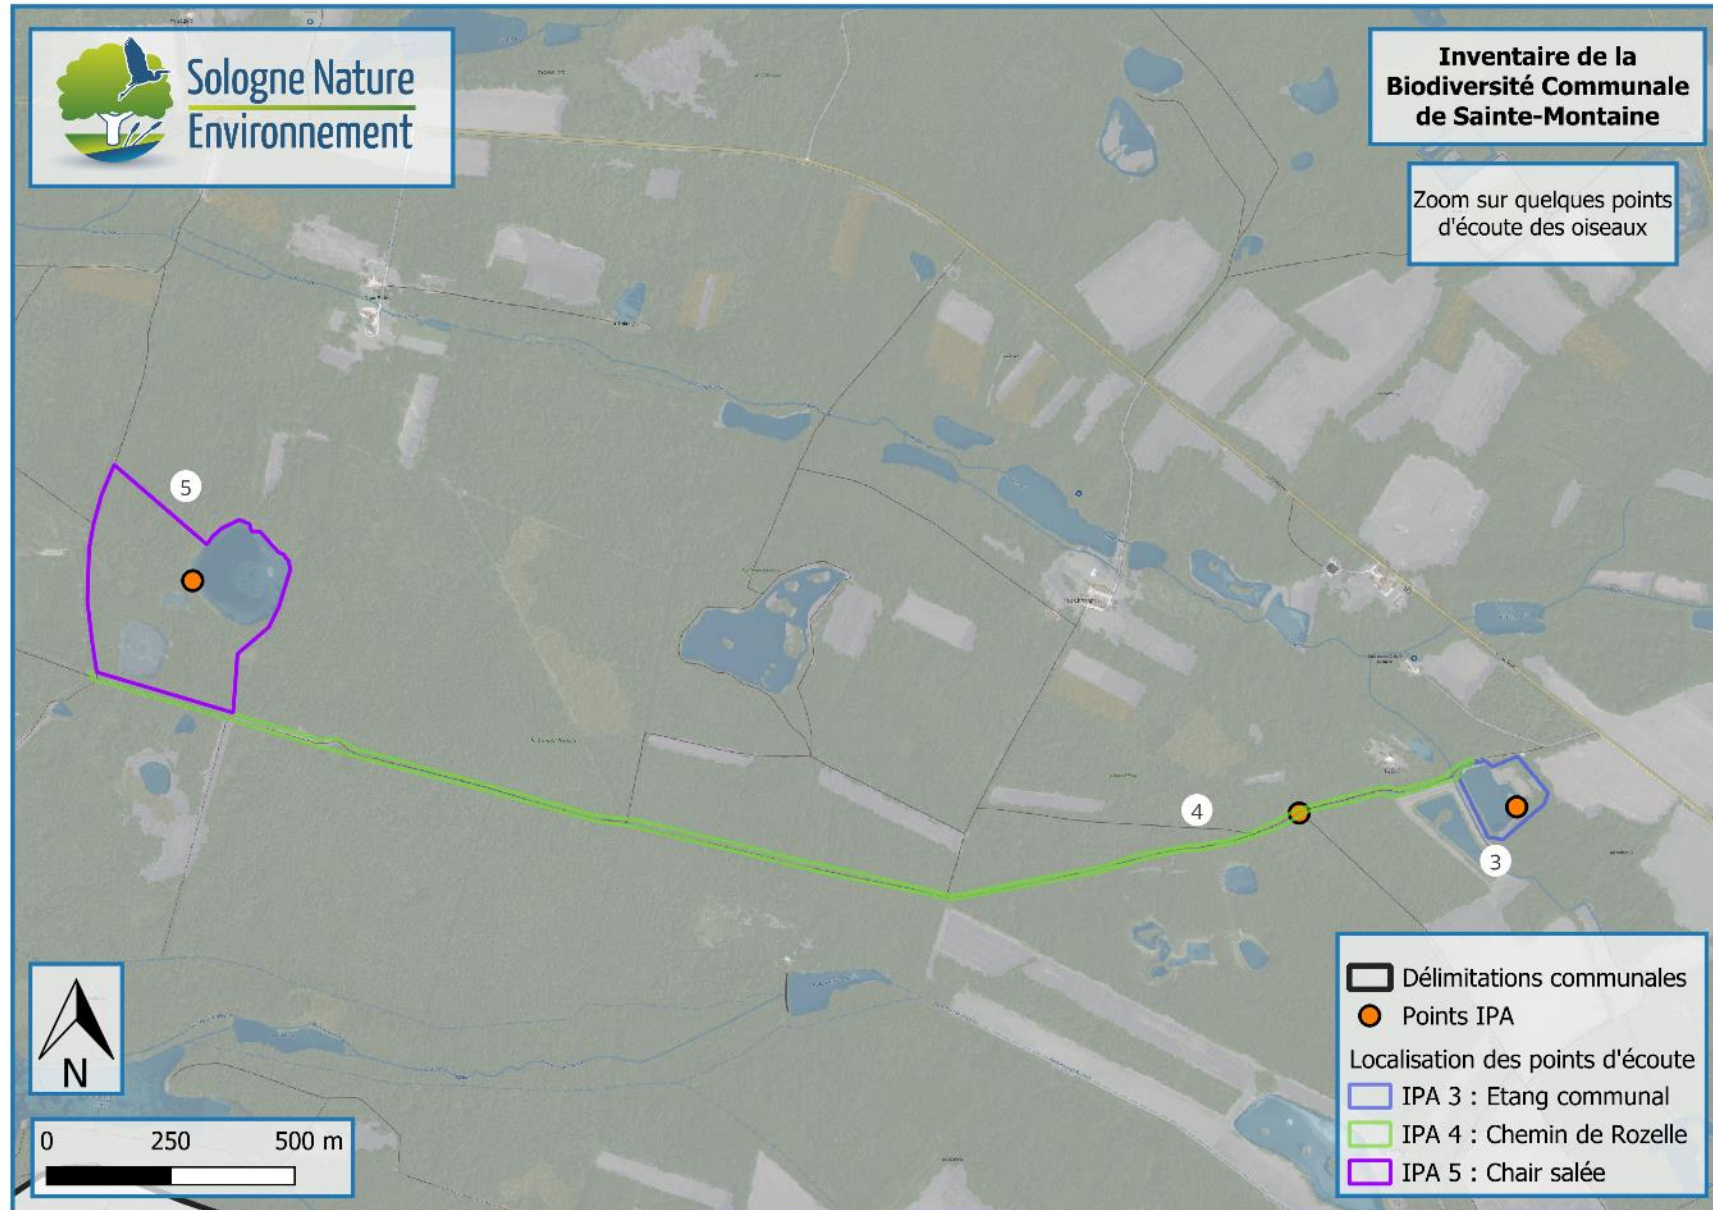 Sologne Nature
Environnement
Inventaire de la
Biodiversité Communale
de Sainte-Montaine
Zoom sur quelques points
d'écoute des oiseaux
5
4
3
N
0 250 500 m
Délimitations communales
Points IPA
Localisation des points d'écoute
IPA 3 : Etang communal
IPA 4 : Chemin de Rozelle
IPA 5 : Chair salée